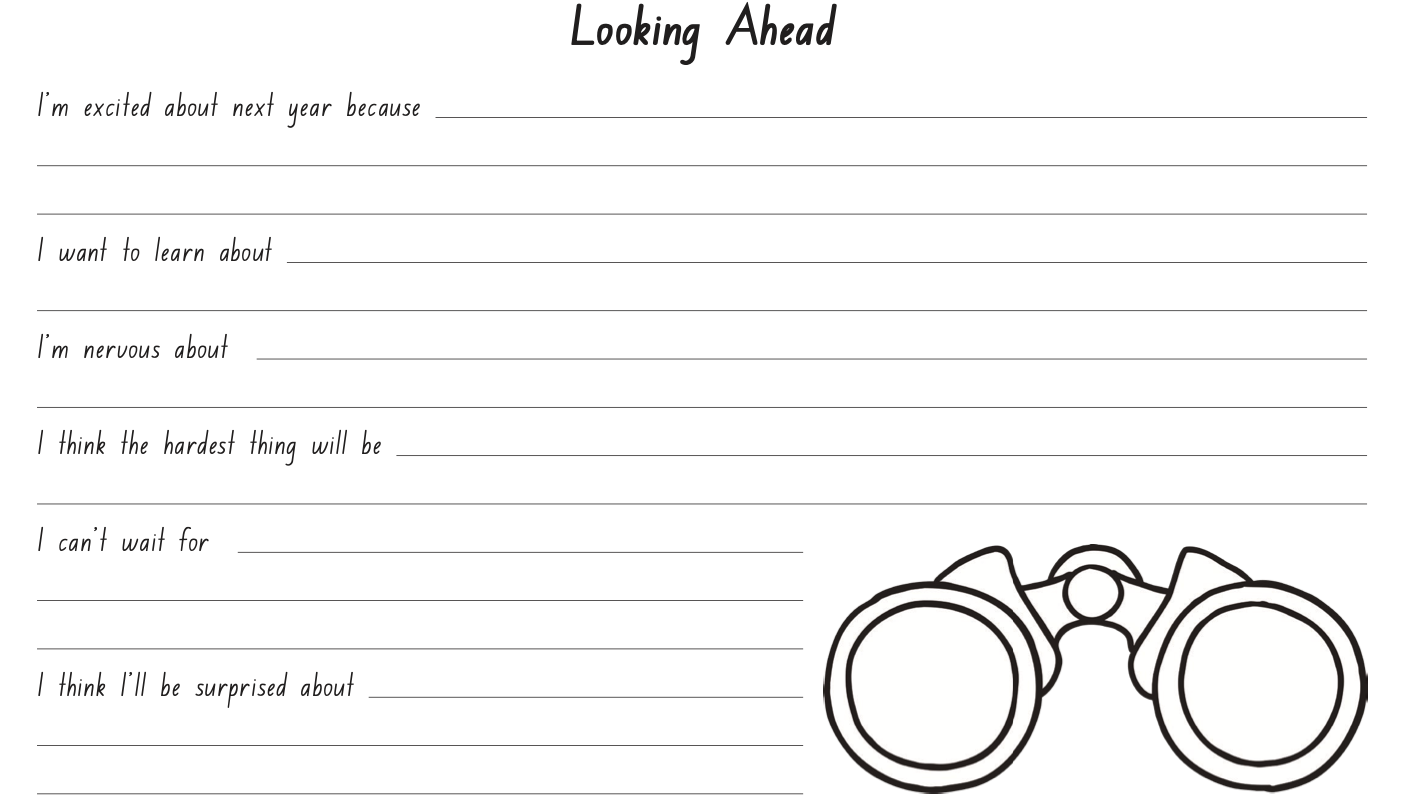 Looking Ahead
I'm excited about next year because
I want to learn about
I'm nervous about
I think the hardest thing will be
I can't wait for
I think I'll be surprised about